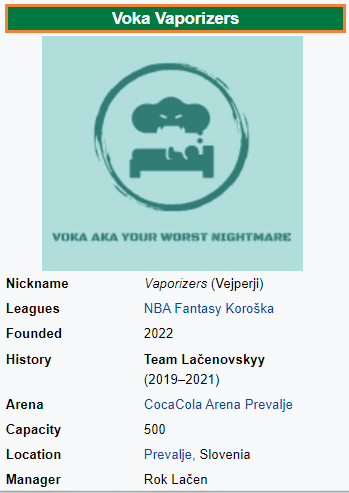 Voka Vaporizers
VOKA AKA YOUR WORST NIGHTMARE
Nickname Vaporizers (Vejperji)
Leagues NBA Fantasy Koroška
Founded 2022
History Team Lačenovskyy
(2019–2021)
Arena CocaCola Arena Prevalje
Capacity 500
Location Prevalje, Slovenia
Manager Rok Lačen